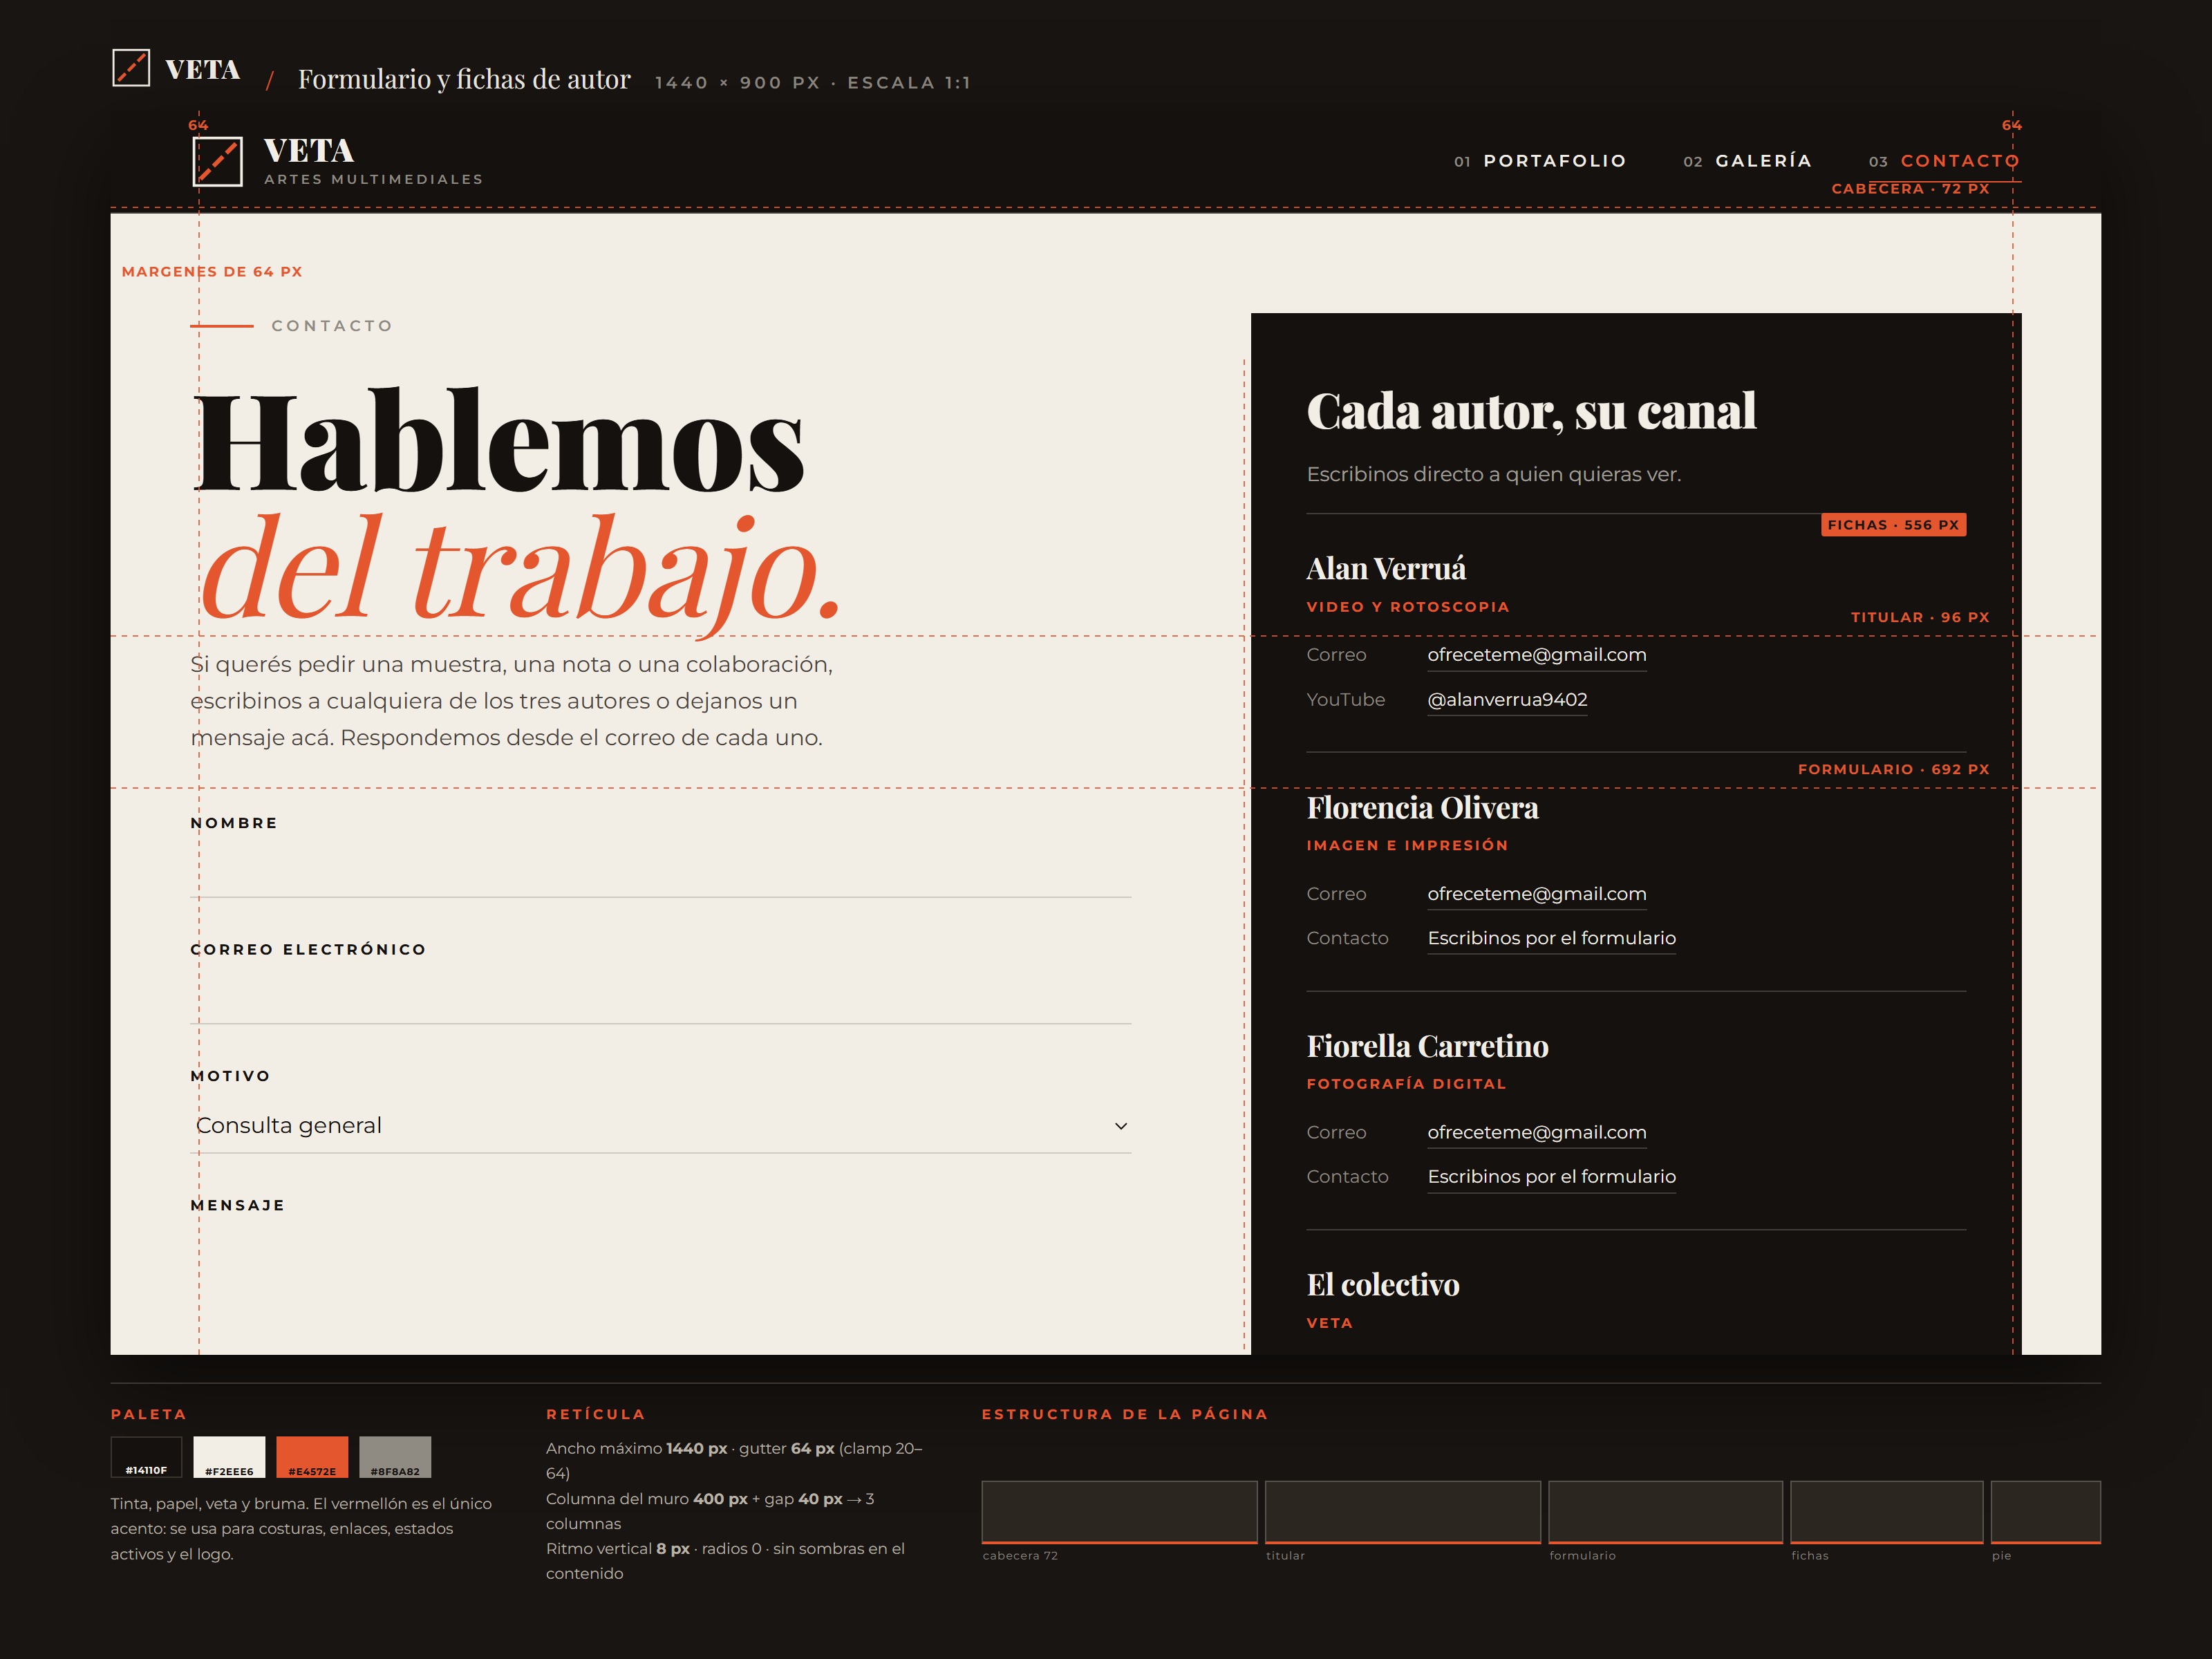 VETA / Formulario y fichas de autor 1440 × 900 PX · ESCALA 1:1
64
64
VETA
ARTES MULTIMEDIALES
01 PORTAFOLIO 02 GALERÍA 03 CONTACTO
CABECERA · 72 PX
MARGENES DE 64 PX
CONTACTO
Hablemos
del trabajo.
Si querés pedir una muestra, una nota o una colaboración,
escribinos a cualquiera de los tres autores o dejanos un
mensaje acá. Respondemos desde el correo de cada uno.
NOMBRE
CORREO ELECTRÓNICO
MOTIVO
Consulta general
MENSAJE
Cada autor, su canal
Escribinos directo a quien quieras ver.
FICHAS · 556 PX
Alan Verruá
VIDEO Y ROTOSCOPIA
TITULAR · 96 PX
Correo ofreceteme@gmail.com
YouTube @alanverrua9402
FORMULARIO · 692 PX
Florencia Olivera
IMAGEN E IMPRESIÓN
Correo ofreceteme@gmail.com
Contacto Escribinos por el formulario
Fiorella Carretino
FOTOGRAFÍA DIGITAL
Correo ofreceteme@gmail.com
Contacto Escribinos por el formulario
El colectivo
VETA
PALETA
#14110F #F2EEE6 #E4572E #8F8A82
Tinta, papel, veta y bruma. El vermellón es el único
acento: se usa para costuras, enlaces, estados
activos y el logo.
RETÍCULA
Ancho máximo 1440 px · gutter 64 px (clamp 20–
64)
Columna del muro 400 px + gap 40 px → 3
columnas
Ritmo vertical 8 px · radios 0 · sin sombras en el
contenido
ESTRUCTURA DE LA PÁGINA
cabecera 72 titular formulario fichas pie